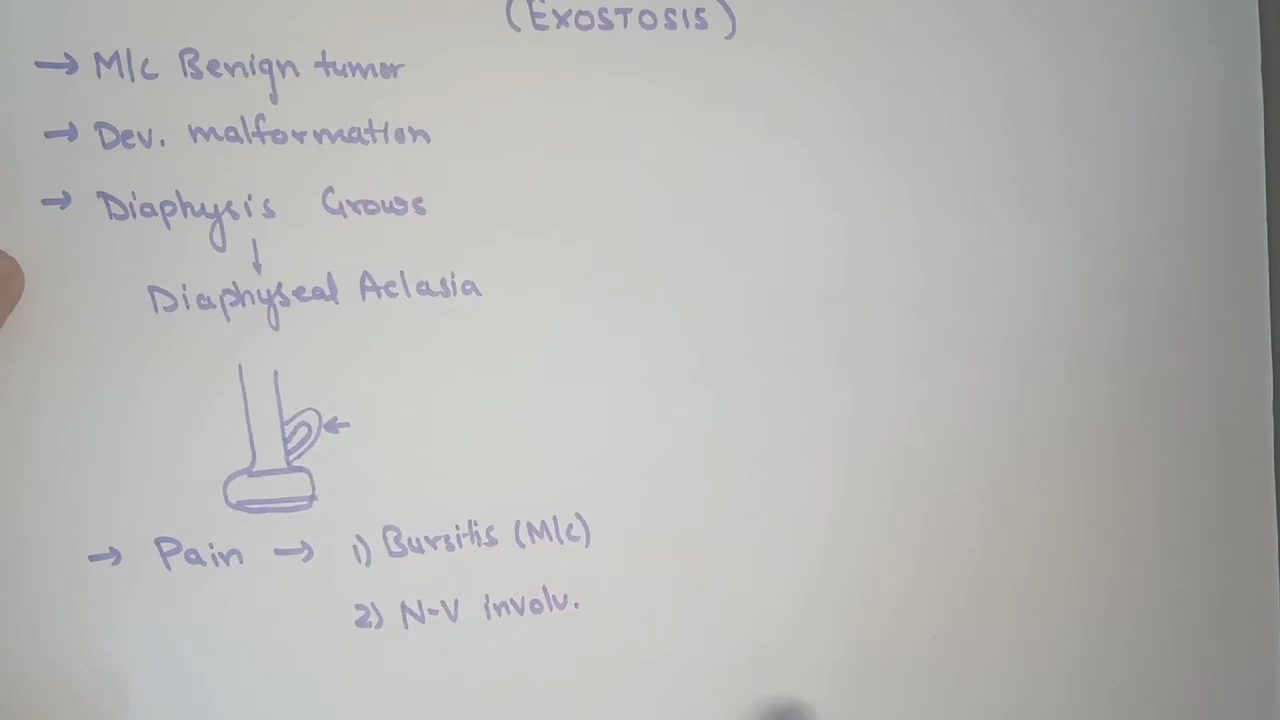 (EXOSTOSIS)
→ M/c Benign tumor
→ Dev. malformation
→ Diaphysis Grows
↓
Diaphyseal Aclasia
→ Pain → 1) Bursitis (M/c)
2) N-V involv.